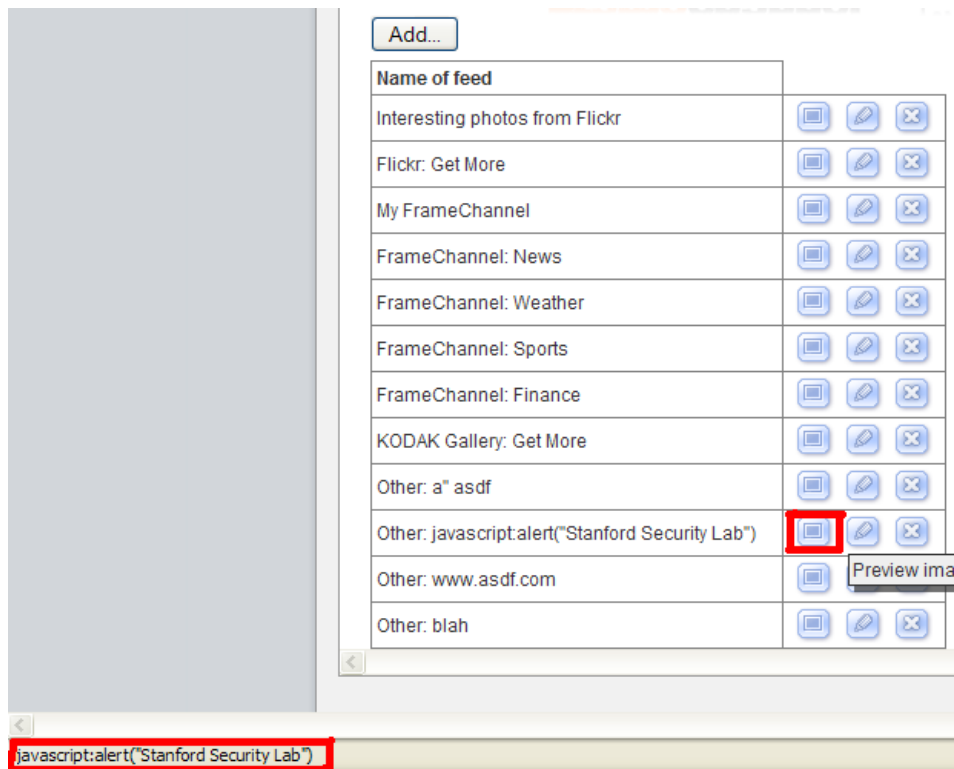 Add...
Name of feed
Interesting photos from Flickr
Flickr: Get More
My FrameChannel
FrameChannel: News
FrameChannel: Weather
FrameChannel: Sports
FrameChannel: Finance
KODAK Gallery: Get More
Other: a" asdf
Other: javascript:alert("Stanford Security Lab")
Preview ima
Other: www.asdf.com
Other: blah
javascript:alert("Stanford Security Lab")